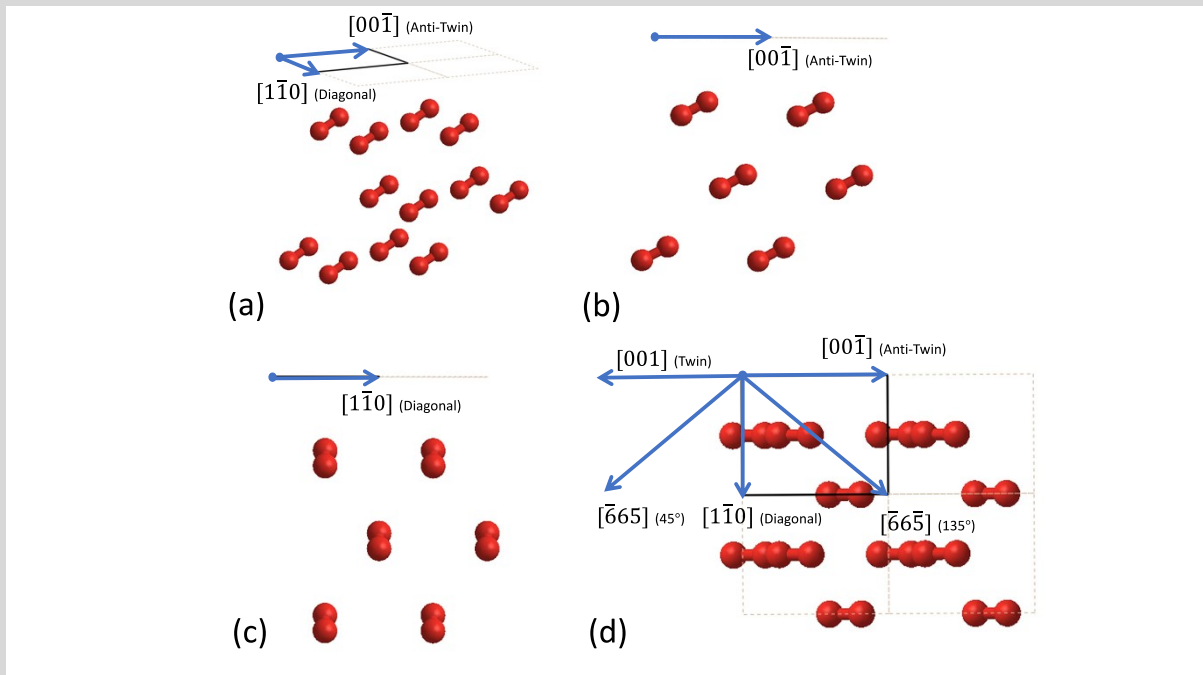 [001̅] (Anti-Twin)
[11̅0] (Diagonal)
(a)
[001̅] (Anti-Twin)
(b)
[11̅0] (Diagonal)
(c)
[001] (Twin)
[001̅] (Anti-Twin)
[6̅65] (45°)
[11̅0] (Diagonal)
[6̅65̅] (135°)
(d)